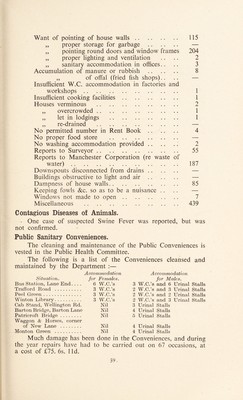 Want of pointing of house walls .. .. .. 115
„ proper storage for garbage .. .. .. —
„ pointing round doors and window frames 204
„ proper lighting and ventilation .. .. 2
„ sanitary accommodation in offices .. .. 3
Accumulation of manure or rubbish .. .. .. 8
„ of offal (fried fish shops) .. .. —
Insufficient W.C. accommodation in factories and
workshops .. .. .. .. .. .. 1
Insufficient cooking facilities .. .. .. .. 1
Houses verminous .. .. .. .. .. 2
„ overcrowded .. .. .. .. .. 1
„ let in lodgings .. .. .. .. .. 1
„ re-drained .. .. .. .. .. —
No permitted number in Rent Book .. .. .. 4
No proper food store .. .. .. .. .. —
No washing accommodation provided .. .. .. 2
Reports to Surveyor .. .. .. .. .. 55
Reports to Manchester Corporation (re waste of
water) .. .. .. .. .. .. 187
Downspouts disconnected from drains .. .. .. —
Buildings obstructive to light and air .. .. .. —
Dampness of house walls .. .. .. .. .. 85
Keeping fowls &c. so as to be a nuisance .. .. —
Windows not made to open .. .. .. .. 7
Miscellaneous .. .. .. .. .. .. 439
Contagious Diseases of Animals.
One case of suspected Swine Fever was reported, but was
not confirmed.
Public Sanitary Conveniences.
The cleaning and maintenance of the Public Conveniences is
vested in the Public Health Committee.
The following is a list of the Conveniences cleansed and
maintained by the Department :—
Accommodation Accommodation
Situation. for Females. for Males.
Bus Station, Lane End .... 6 W.C.'s 3 W.C's and 6 Urinal Stalls
Trafford Road .......... 3 W.C.'s 2 W.C's and 3 Urinal Stalls
Peel Green ............. 3 W.C.'s 2 W.C's and 2 Urinal Stalls
Winton Library .......... 3 W.C.'s 2 W.C's and 3 Urinal Stalls
Cab Stand, Wellington Rd. Nil 3 Urinal Stalls
Barton Bridge, Barton Lane Nil 4 Urinal Stalls
Patricroft Bridge ........ Nil 5 Urinal Stalls
Waggon & Horses, corner
of New Lane ........ Nil 4 Urinal Stalls
Monton Green .......... Nil 4 Urinal Stalls
Much damage has been done in the Conveniences, and during
the year repairs have had to be carried out on 67 occasions, at
a cost of £75. 6s. 11d.